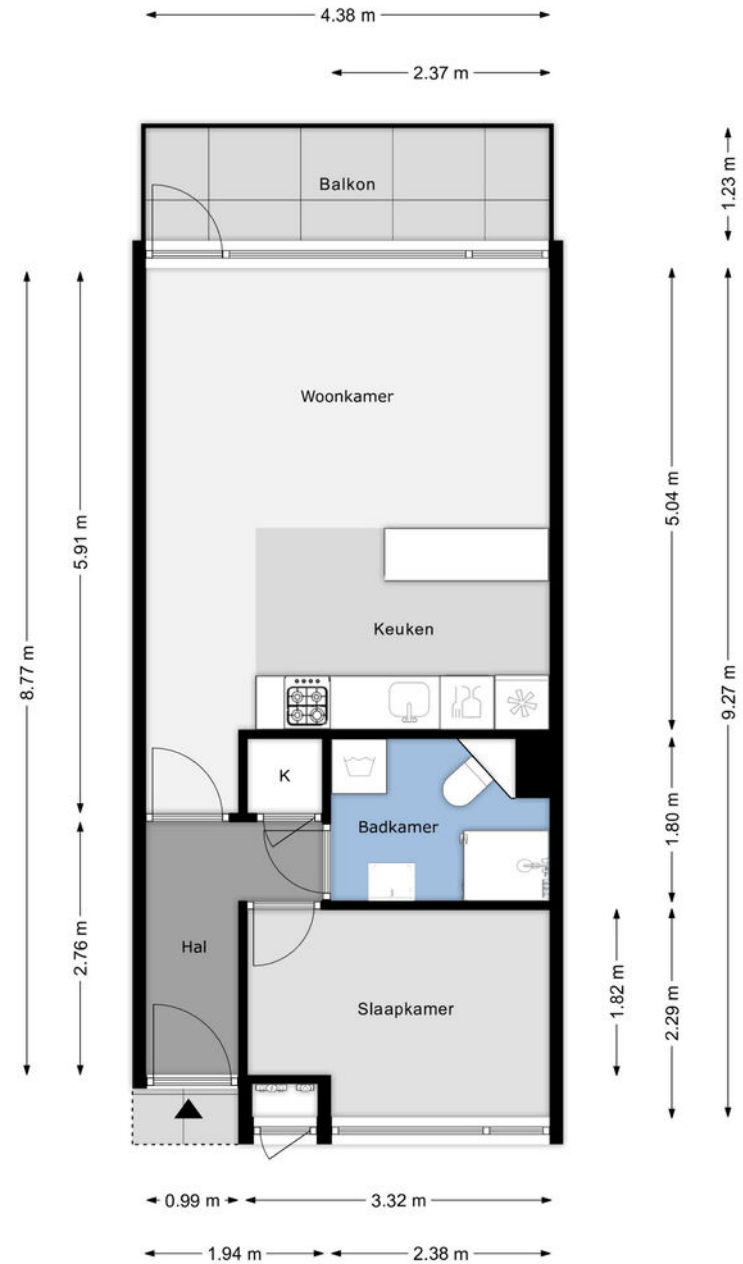 4.38 m
2.37 m
Balkon
1.23 m
Woonkamer
5.04 m
5.91 m
Keuken
8.77 m
9.27 m
K
Badkamer
1.80 m
Hal
2.76 m
Slaapkamer
1.82 m
2.29 m
0.99 m
3.32 m
1.94 m
2.38 m